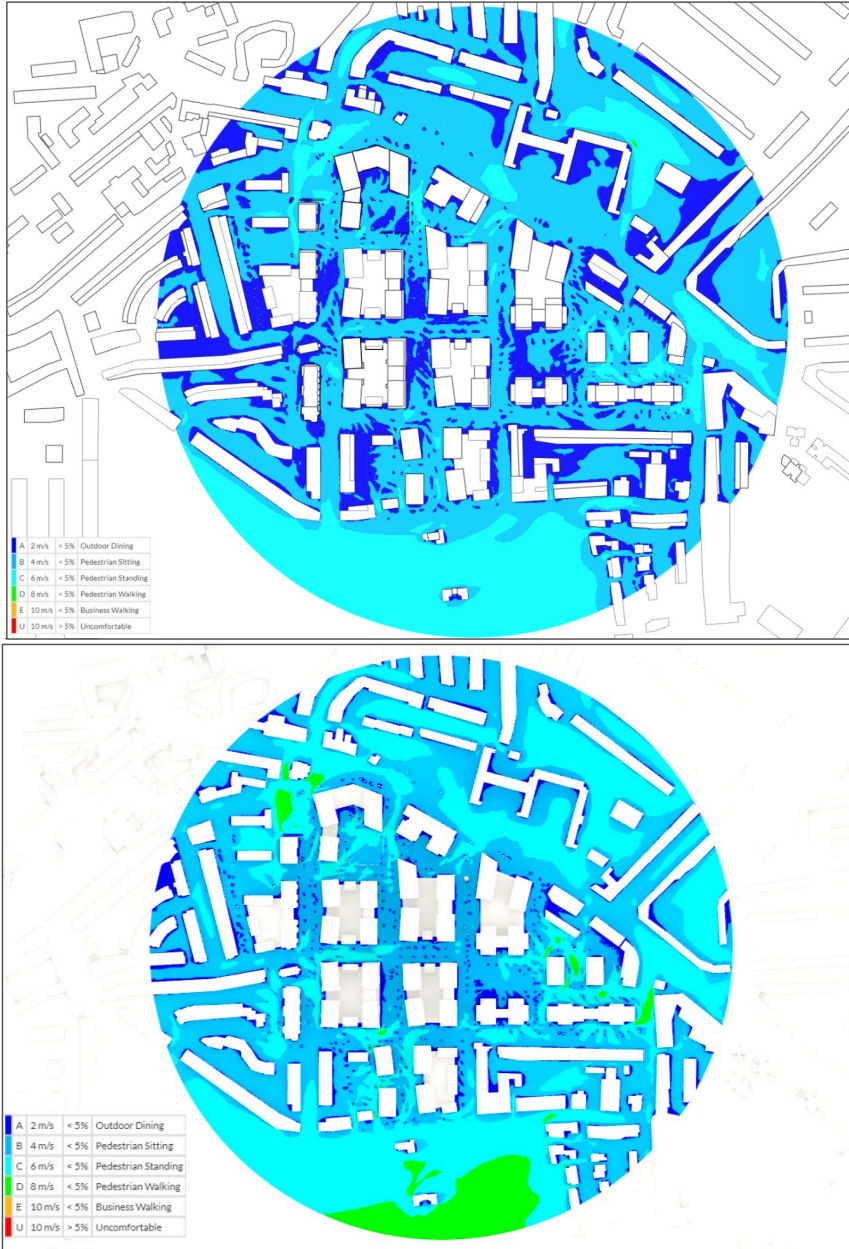 A 2 m/s < 5% Outdoor Dining
B 4 m/s < 5% Pedestrian Sitting
C 6 m/s < 5% Pedestrian Standing
D 8 m/s < 5% Pedestrian Walking
E 10 m/s < 5% Business Walking
U 10 m/s > 5% Uncomfortable
A 2 m/s < 5% Outdoor Dining
B 4 m/s < 5% Pedestrian Sitting
C 6 m/s < 5% Pedestrian Standing
D 8 m/s < 5% Pedestrian Walking
E 10 m/s < 5% Business Walking
U 10 m/s > 5% Uncomfortable